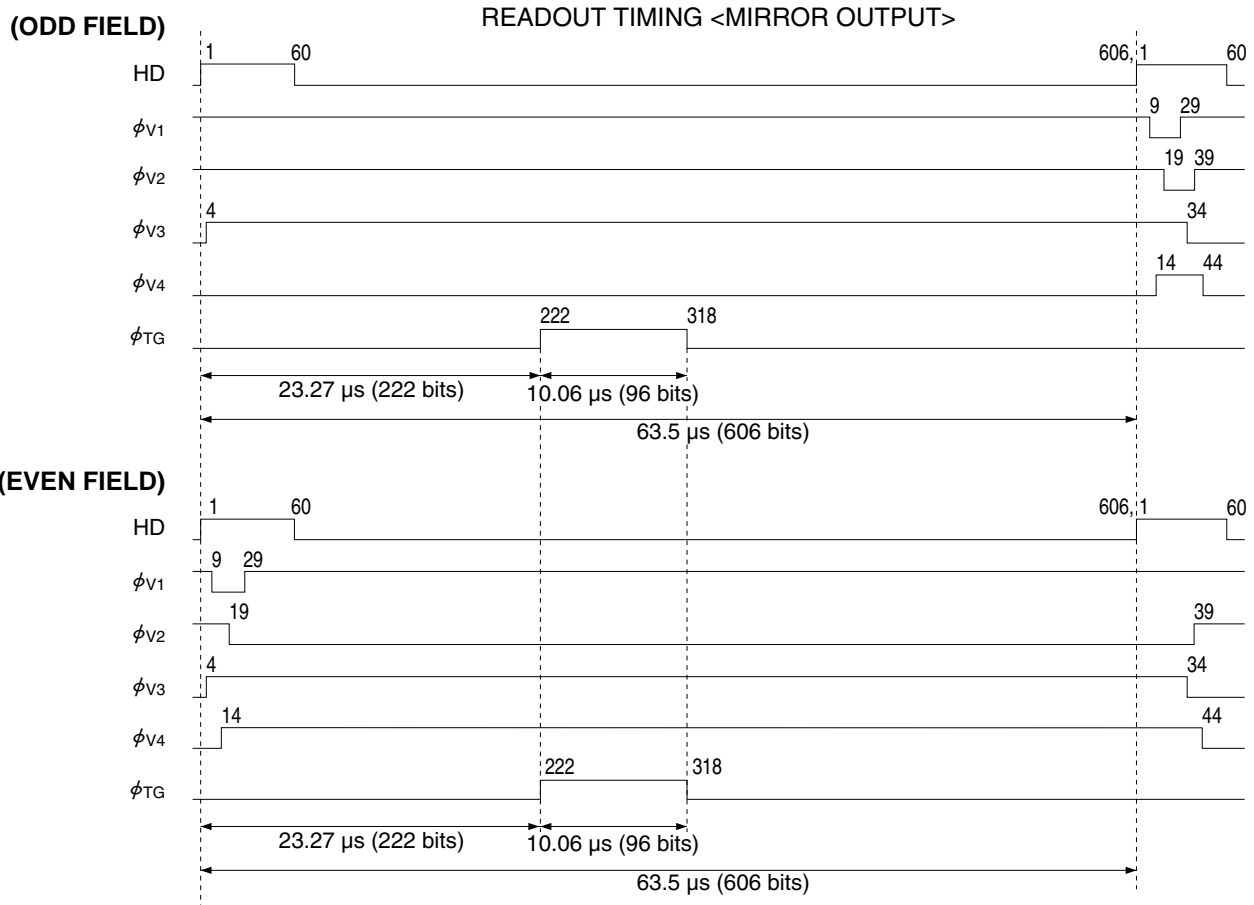 READOUT TIMING <MIRROR OUTPUT>
(ODD FIELD)
HD 1 60 606, 1 60
ϕV1 9 29
ϕV2 19 39
ϕV3 4 34
ϕV4 14 44
ϕTG 222 318
23.27 µs (222 bits) 10.06 µs (96 bits)
63.5 µs (606 bits)
(EVEN FIELD)
HD 1 60 606, 1 60
ϕV1 9 29
ϕV2 19 39
ϕV3 4 34
ϕV4 14 44
ϕTG 222 318
23.27 µs (222 bits) 10.06 µs (96 bits)
63.5 µs (606 bits)